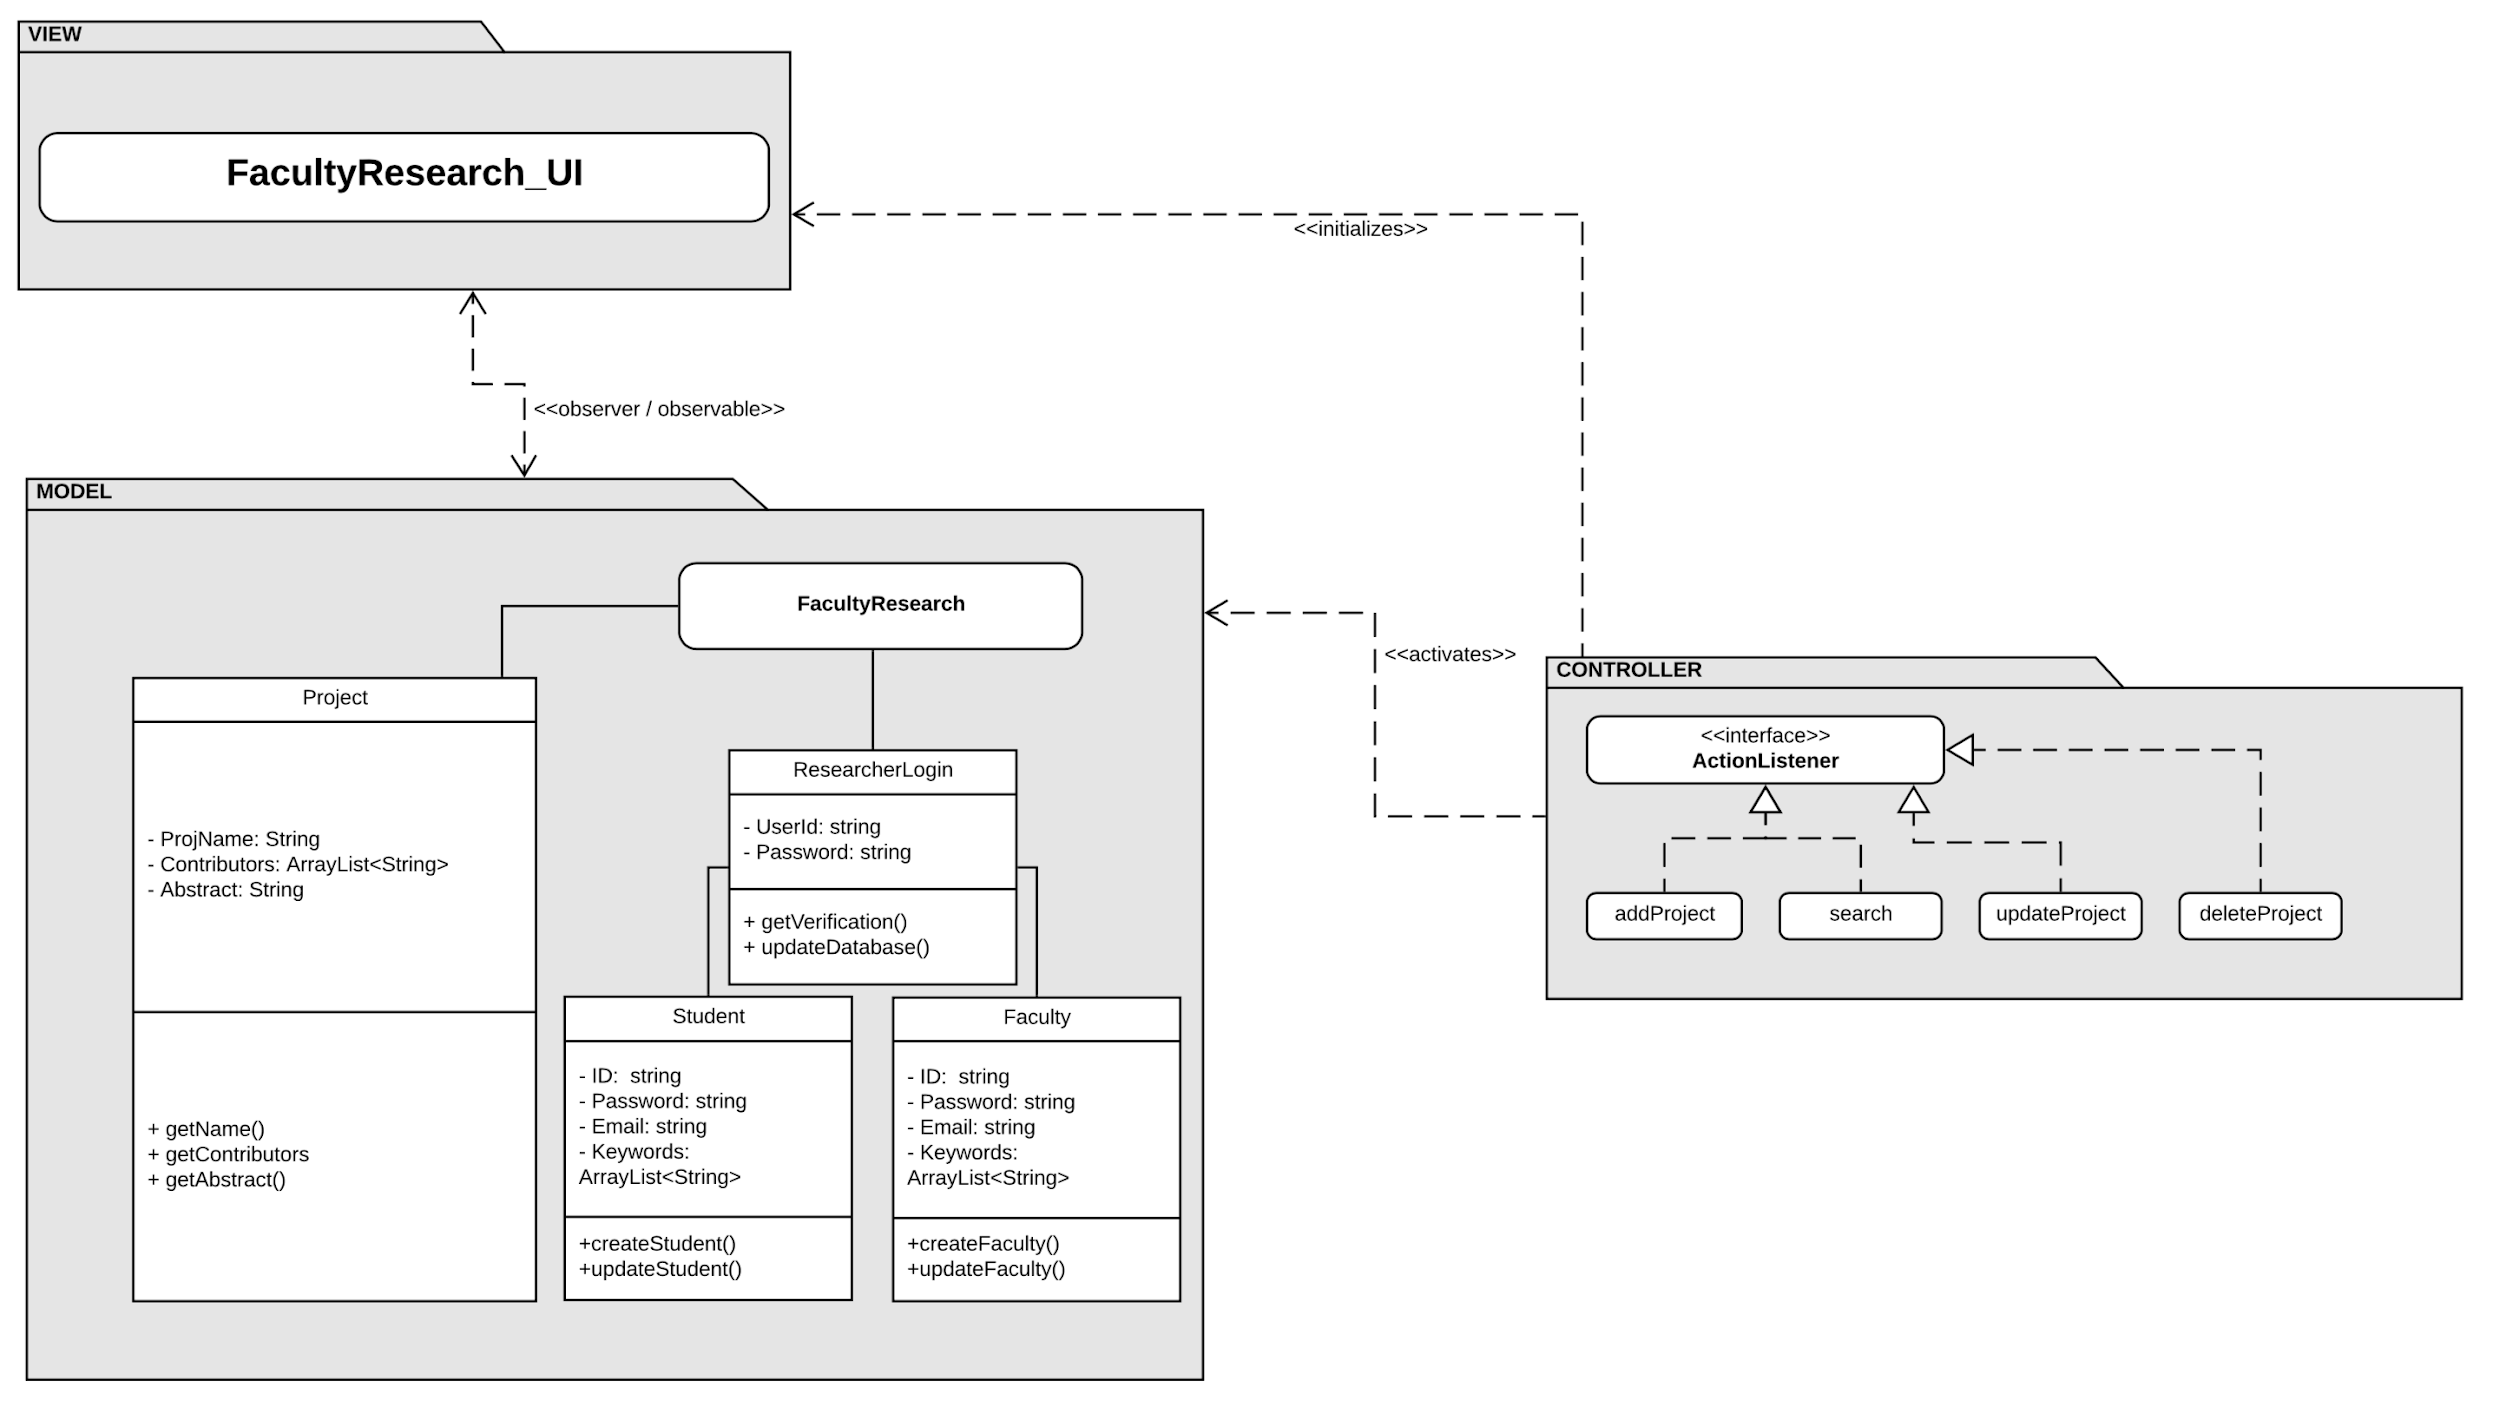 VIEW
FacultyResearch_UI
<<initializes>>
<<observer / observable>>
MODEL
FacultyResearch
Project
- ProjName: String
- Contributors: ArrayList<String>
- Abstract: String
+ getName()
+ getContributors
+ getAbstract()
ResearcherLogin
- UserId: string
- Password: string
+ getVerification()
+ updateDatabase()
Student
- ID:  string
- Password: string
- Email: string
- Keywords:
ArrayList<String>
+createStudent()
+updateStudent()
Faculty
- ID:  string
- Password: string
- Email: string
- Keywords:
ArrayList<String>
+createFaculty()
+updateFaculty()
<<activates>>
CONTROLLER
<<interface>>
ActionListener
addProject
search
updateProject
deleteProject